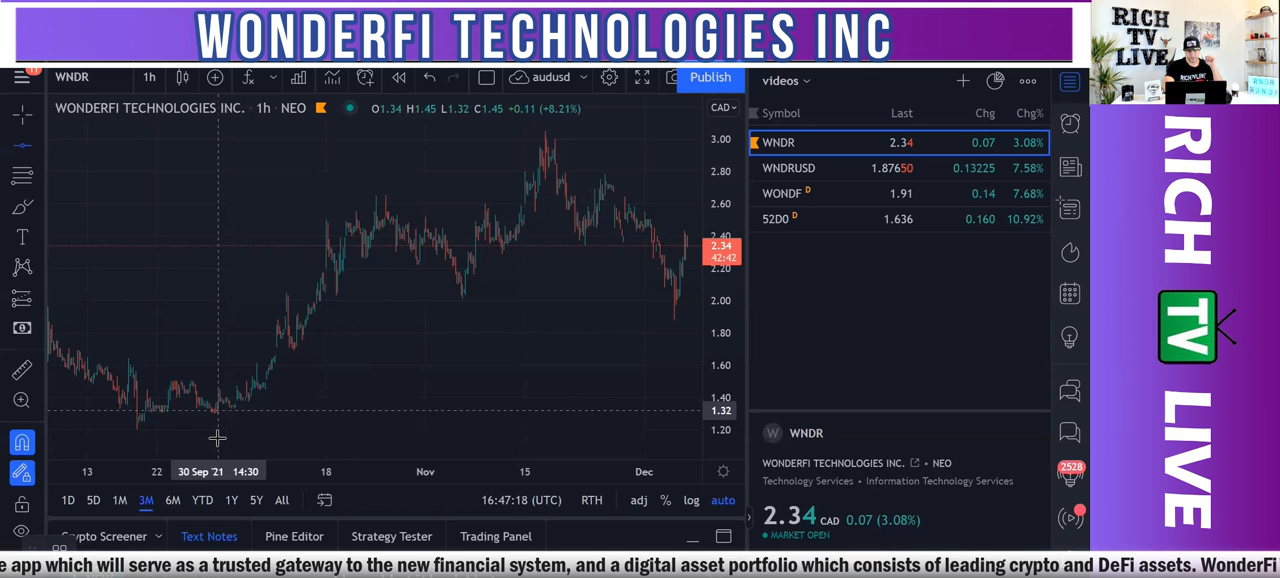 WONDERFI TECHNOLOGIES INC
RICH
TV
LIVE
11
WNDR
1h
audusd
Publish
videos
WONDERFI TECHNOLOGIES INC. · 1h · NEO
O1.34 H1.45 L1.32 C1.45 +0.11 (+8.21%)
CAD
Symbol Last Chg Chg%
WNDR 2.34 0.07 3.08%
WNDRUSD 1.87650 0.13225 7.58%
WONDF D 1.91 0.14 7.68%
52D0 D 1.636 0.160 10.92%
3.00
2.80
2.60
2.40
2.34
42:42
2.20
2.00
1.80
1.60
1.40
1.32
1.20
13 22 30 Sep '21 14:30 18 Nov 15 Dec
1D 5D 1M 3M 6M YTD 1Y 5Y All
16:47:18 (UTC) RTH adj % log auto
Crypto Screener Text Notes Pine Editor Strategy Tester Trading Panel
W WNDR
WONDERFI TECHNOLOGIES INC. • NEO
Technology Services • Information Technology Services
2.34 CAD 0.07 (3.08%)
MARKET OPEN
2528
RICH
TV
LIVE
e app which will serve as a trusted gateway to the new financial system, and a digital asset portfolio which consists of leading crypto and DeFi assets. WonderFi